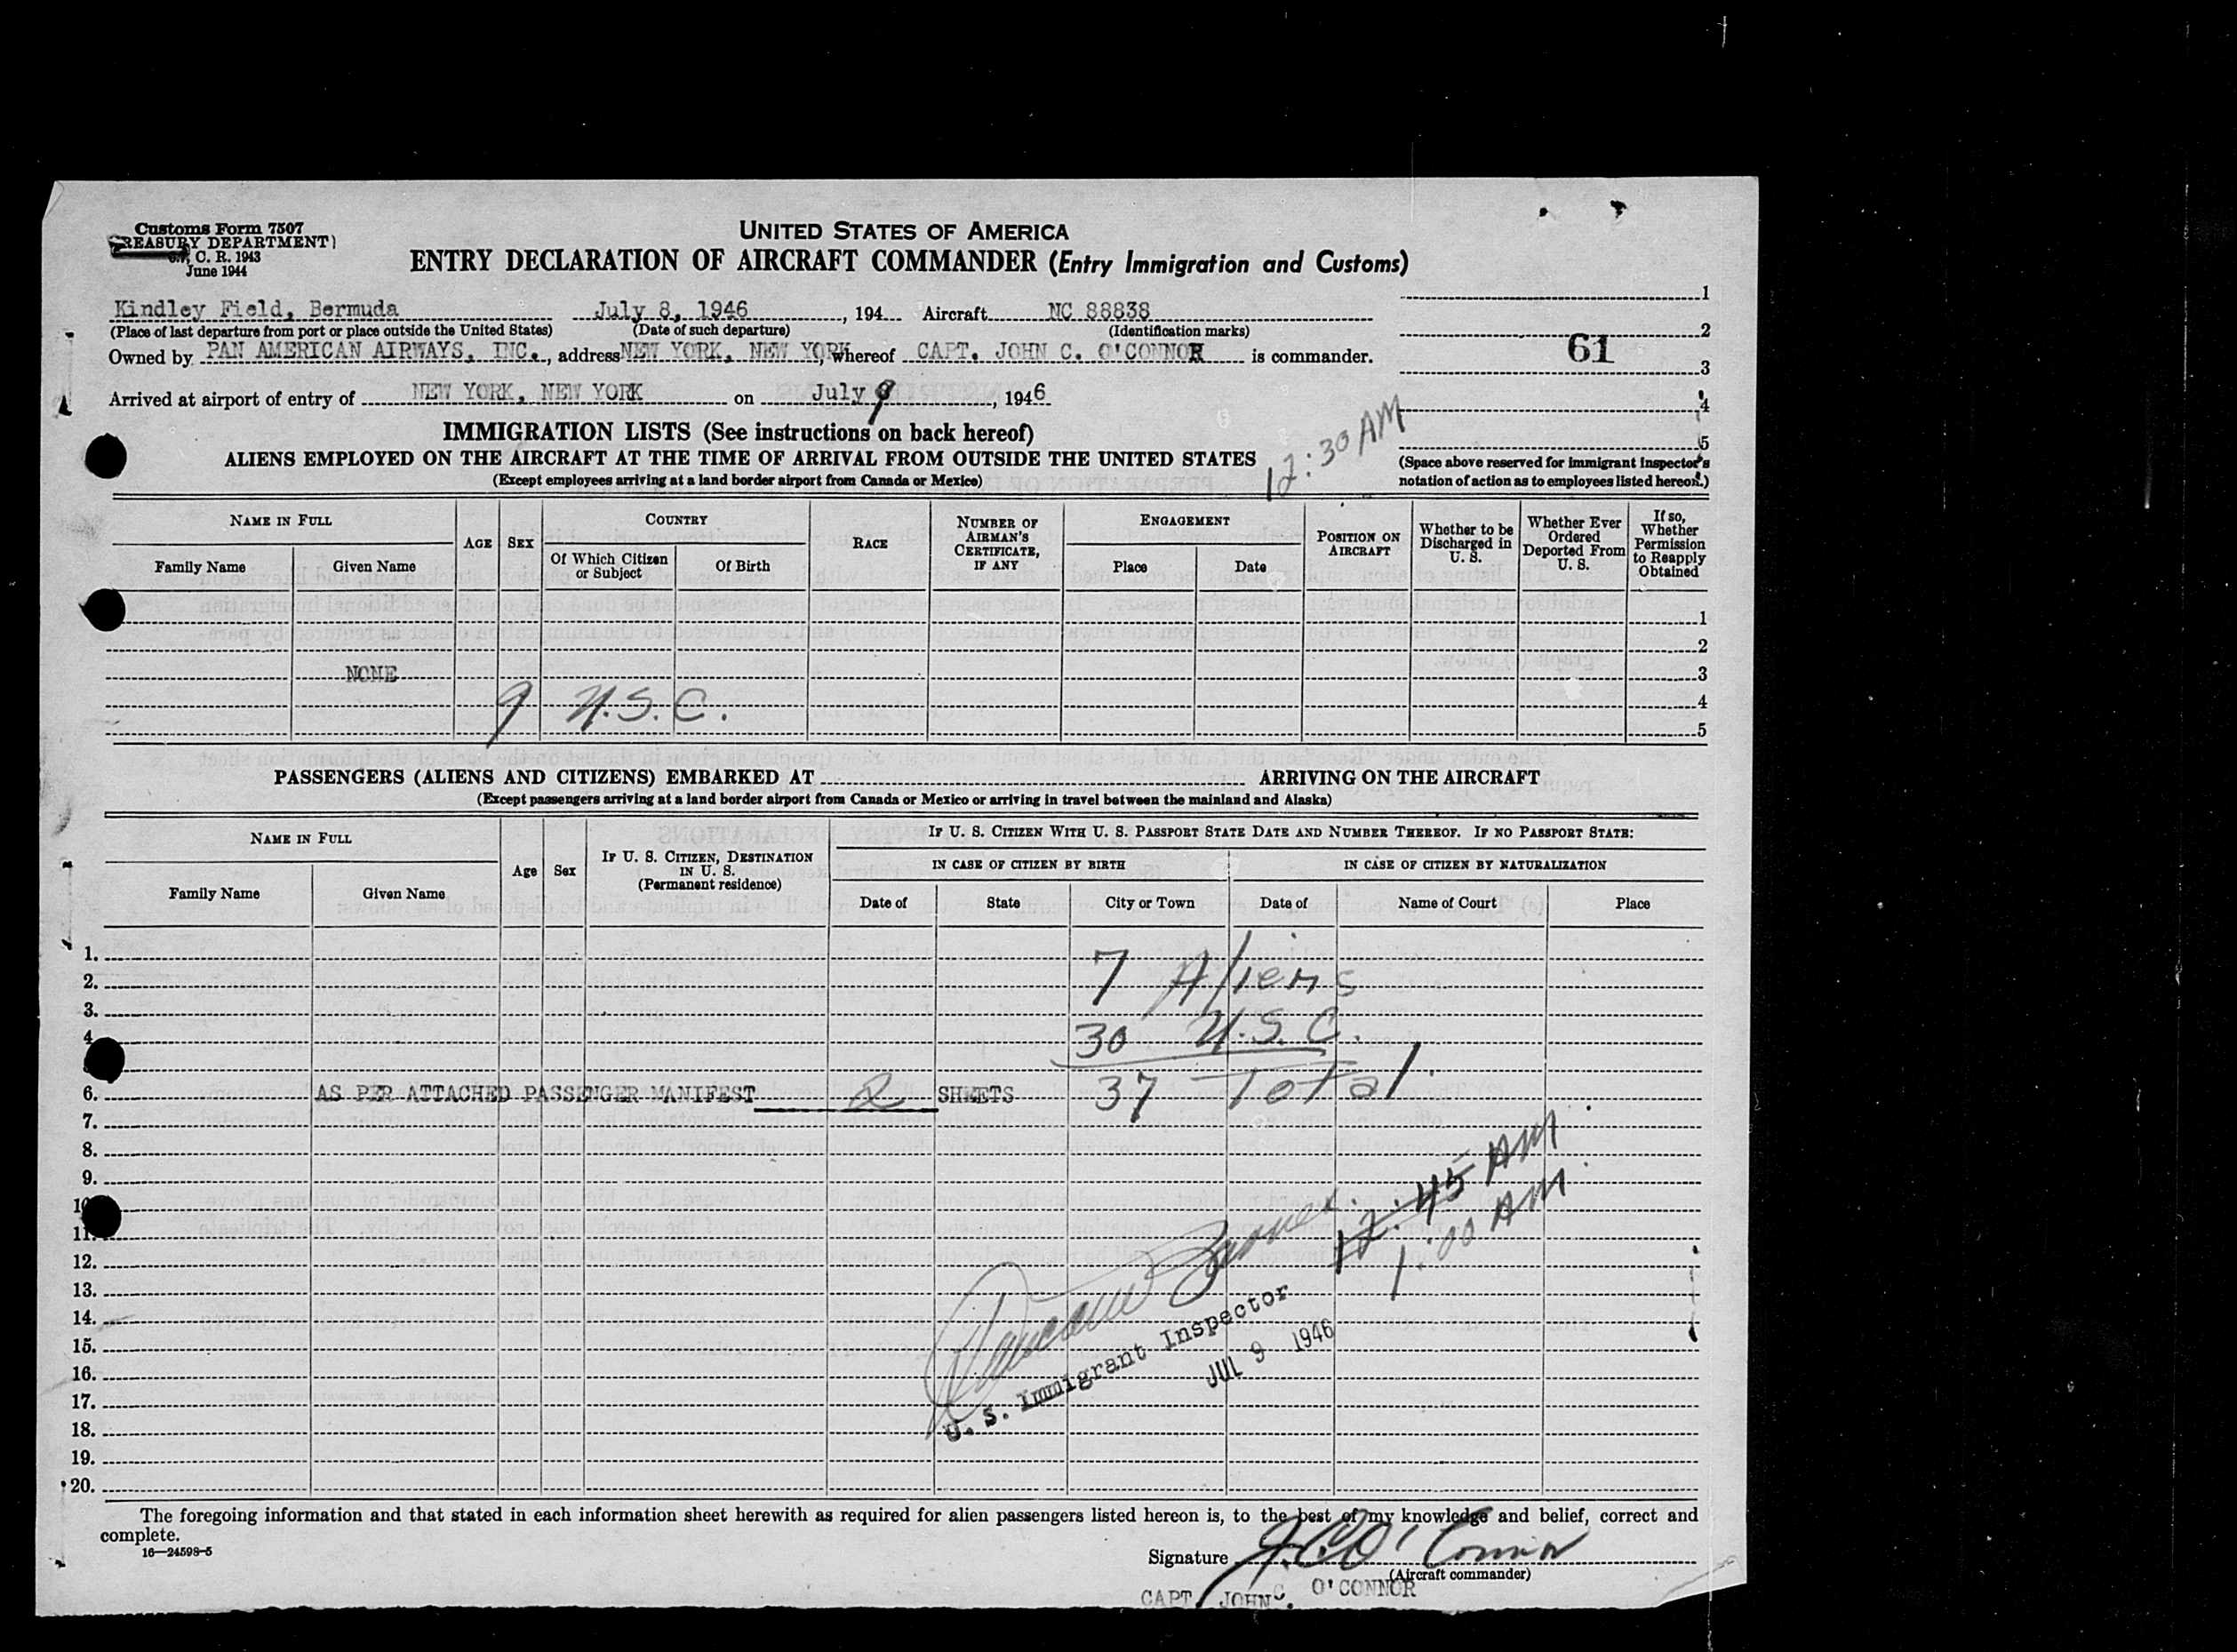 Customs Form 7507
UNITED STATES OF AMERICA
TREASURY DEPARTMENT)
C. R. 1943
June 1944
ENTRY DECLARATION OF AIRCRAFT COMMANDER (Entry Immigration and Customs)
Kindley Field, Bermuda July 8, 1946, 194 Aircraft NC 88838
(Place of last departure from port or place outside the United States) (Date of such departure) (Identification marks)
Owned by PAN AMERICAN AIRWAYS, INC., address NEW YORK, NEW YORK, whereof CAPT. JOHN C. O'CONNOR is commander.
Arrived at airport of entry of NEW YORK, NEW YORK on July 9, 1946
1
2
61
3
4
5
(Space above reserved for immigrant inspector's notation of action as to employees listed hereon.)
12:30 AM
IMMIGRATION LISTS (See instructions on back hereof)
ALIENS EMPLOYED ON THE AIRCRAFT AT THE TIME OF ARRIVAL FROM OUTSIDE THE UNITED STATES
(Except employees arriving at a land border airport from Canada or Mexico)
NAME IN FULL
Family Name
Given Name
AGE
SEX
COUNTRY
Of Which Citizen or Subject
Of Birth
RACE
NUMBER OF AIRMAN'S CERTIFICATE, IF ANY
ENGAGEMENT
Place
Date
POSITION ON AIRCRAFT
Whether to be Discharged in U. S.
Whether Ever Ordered Deported From U. S.
If so, Whether Permission to Reapply Obtained
1
2
NONE 3
9 U.S.C. 4
5
PASSENGERS (ALIENS AND CITIZENS) EMBARKED AT ARRIVING ON THE AIRCRAFT
(Except passengers arriving at a land border airport from Canada or Mexico or arriving in travel between the mainland and Alaska)
NAME IN FULL
Family Name
Given Name
Age
Sex
IF U. S. CITIZEN, DESTINATION IN U. S.
(Permanent residence)
IF U. S. CITIZEN WITH U. S. PASSPORT STATE DATE AND NUMBER THEREOF. IF NO PASSPORT STATE:
IN CASE OF CITIZEN BY BIRTH
IN CASE OF CITIZEN BY NATURALIZATION
Date of
State
City or Town
Date of
Name of Court
Place
1.
2. 7 Aliens
3.
4. 30 U.S.C.
6. AS PER ATTACHED PASSENGER MANIFEST 2 SHEETS 37 Total.
7.
8.
9.
10
11. 12:45 AM
12. 1:00 AM
13.
14.
15.
16.
17.
18.
19.
20.
U. S. Immigrant Inspector
JUL 9 1946
The foregoing information and that stated in each information sheet herewith as required for alien passengers listed hereon is, to the best of my knowledge and belief, correct and
complete.
16—24598-5
Signature J.C.O'Connor
(Aircraft commander)
CAPT. JOHN C. O'CONNOR